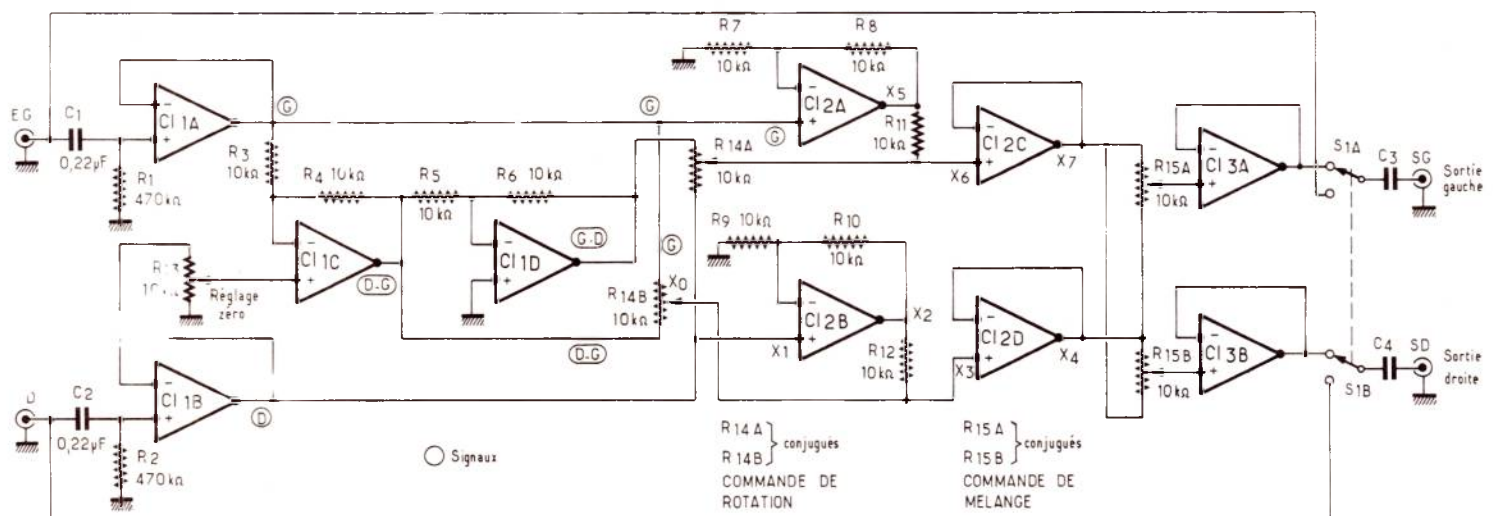 EG
C1
0,22µF
R1
470kΩ
CI 1A
G
R3
10kΩ
R4 10kΩ
R5
10kΩ
R6 10kΩ
CI 1C
D-G
CI 1D
G-D
Réglage
zéro
D
C2
0,22µF
R2
470kΩ
CI 1B
D
G
G
R14A
10kΩ
G
X0
R14B
10kΩ
D-G
R7
10kΩ
R8
10kΩ
CI 2A
X5
R11
10kΩ
R9 10kΩ
R10
10kΩ
CI 2B
X1
X2
R12
10kΩ
X6
CI 2C
X7
X3
CI 2D
X4
R15A
10kΩ
CI 3A
R15B
10kΩ
CI 3B
S1A
C3
SG
Sortie
gauche
S1B
C4
SD
Sortie
droite
Signaux
R14A
R14B
conjugués
COMMANDE DE
ROTATION
R15A
R15B
conjugués
COMMANDE DE
MELANGE